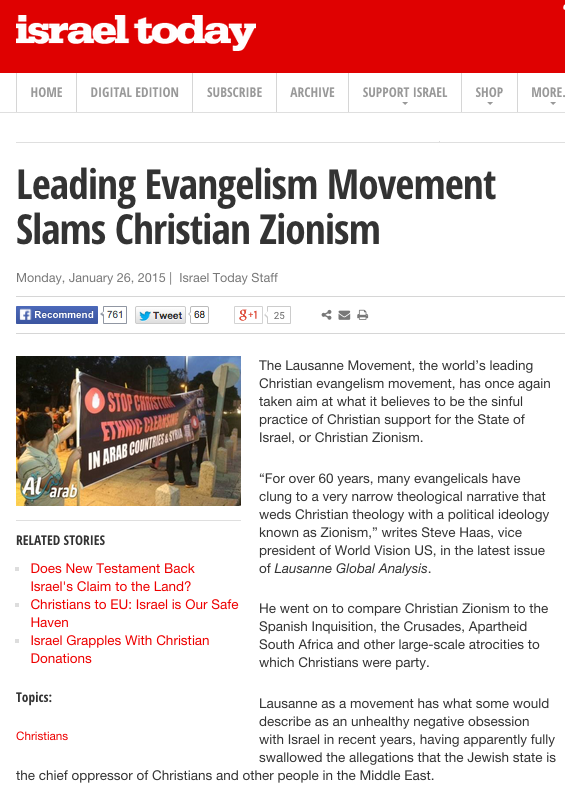 israel today
HOME DIGITAL EDITION SUBSCRIBE ARCHIVE SUPPORT ISRAEL SHOP MORE.
Leading Evangelism Movement
Slams Christian Zionism
Monday, January 26, 2015 | Israel Today Staff
Recommend 761 Tweet 68 g+1 25
STOP CHRISTIAN
ETHNIC CLEANSING
IN ARAB COUNTRIES & SYRIA
Al arab
RELATED STORIES
Does New Testament Back
Israel's Claim to the Land?
Christians to EU: Israel is Our Safe
Haven
Israel Grapples With Christian
Donations
Topics:
Christians
The Lausanne Movement, the world's leading
Christian evangelism movement, has once again
taken aim at what it believes to be the sinful
practice of Christian support for the State of
Israel, or Christian Zionism.
“For over 60 years, many evangelicals have
clung to a very narrow theological narrative that
weds Christian theology with a political ideology
known as Zionism,” writes Steve Haas, vice
president of World Vision US, in the latest issue
of Lausanne Global Analysis.
He went on to compare Christian Zionism to the
Spanish Inquisition, the Crusades, Apartheid
South Africa and other large-scale atrocities to
which Christians were party.
Lausanne as a movement has what some would
describe as an unhealthy negative obsession
with Israel in recent years, having apparently fully
swallowed the allegations that the Jewish state is
the chief oppressor of Christians and other people in the Middle East.